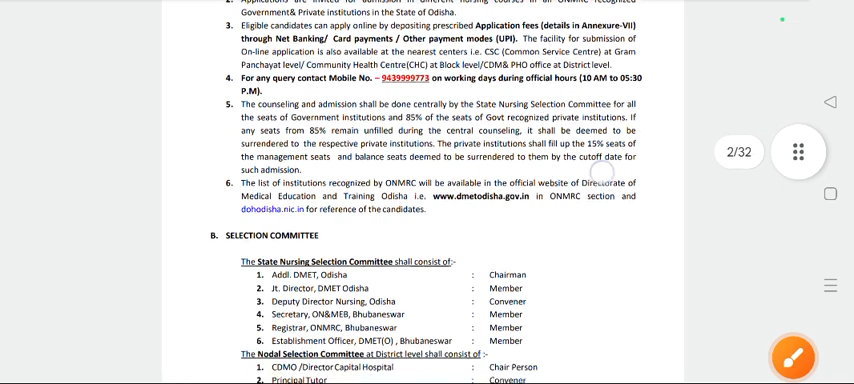 2. Applications are invited for admission in different nursing courses in all ONMRC recognized
Government& Private institutions in the State of Odisha.
3. Eligible candidates can apply online by depositing prescribed Application fees (details in Annexure-VII)
through Net Banking/ Card payments / Other payment modes (UPI). The facility for submission of
On-line application is also available at the nearest centers i.e. CSC (Common Service Centre) at Gram
Panchayat level/ Community Health Centre(CHC) at Block level/CDM& PHO office at District level.
4. For any query contact Mobile No. – 9439999773 on working days during official hours (10 AM to 05:30
P.M).
5. The counseling and admission shall be done centrally by the State Nursing Selection Committee for all
the seats of Government institutions and 85% of the seats of Govt recognized private institutions. If
any seats from 85% remain unfilled during the central counseling, it shall be deemed to be
surrendered to the respective private institutions. The private institutions shall fill up the 15% seats of
the management seats and balance seats deemed to be surrendered to them by the cutoff date for
such admission.
6. The list of institutions recognized by ONMRC will be available in the official website of Directorate of
Medical Education and Training Odisha i.e. www.dmetodisha.gov.in in ONMRC section and
dohodisha.nic.in for reference of the candidates.
2/32
B. SELECTION COMMITTEE
The State Nursing Selection Committee shall consist of:-
1. Addl. DMET, Odisha : Chairman
2. Jt. Director, DMET Odisha : Member
3. Deputy Director Nursing, Odisha : Convener
4. Secretary, ON&MEB, Bhubaneswar : Member
5. Registrar, ONMRC, Bhubaneswar : Member
6. Establishment Officer, DMET(O) , Bhubaneswar : Member
The Nodal Selection Committee at District level shall consist of :-
1. CDMO /Director Capital Hospital : Chair Person
2. Principal Tutor : Convener